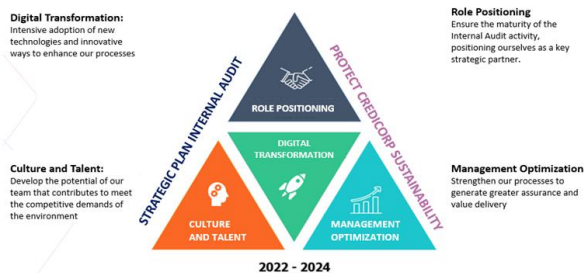 Digital Transformation:
Intensive adoption of new
technologies and innovative
ways to enhance our processes
Role Positioning
Ensure the maturity of the
Internal Audit activity,
positioning ourselves as a key
strategic partner.
STRATEGIC PLAN INTERNAL AUDIT
PROTECT CREDICORP SUSTAINABILITY
ROLE POSITIONING
DIGITAL
TRANSFORMATION
CULTURE
AND TALENT
MANAGEMENT
OPTIMIZATION
Culture and Talent:
Develop the potential of our
team that contributes to meet
the competitive demands of
the environment
Management Optimization
Strengthen our processes to
generate greater assurance and
value delivery
2022 - 2024